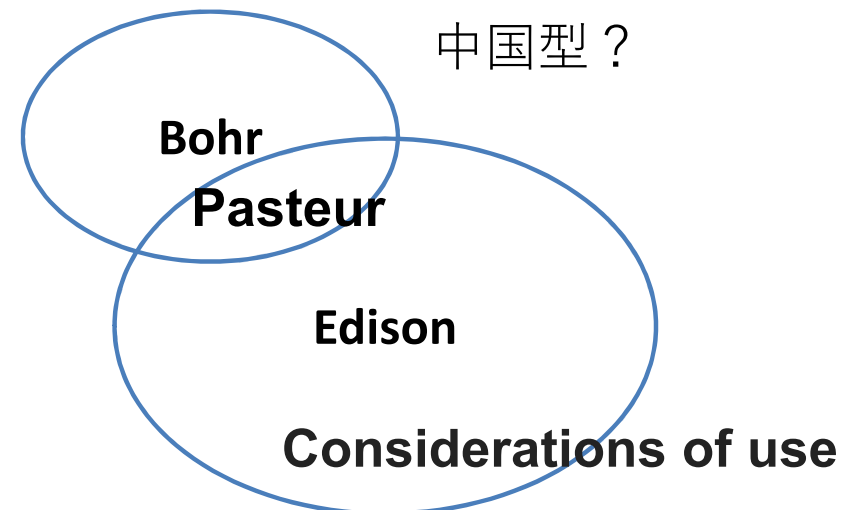 中国型？
Bohr
Pasteur
Edison
Considerations of use